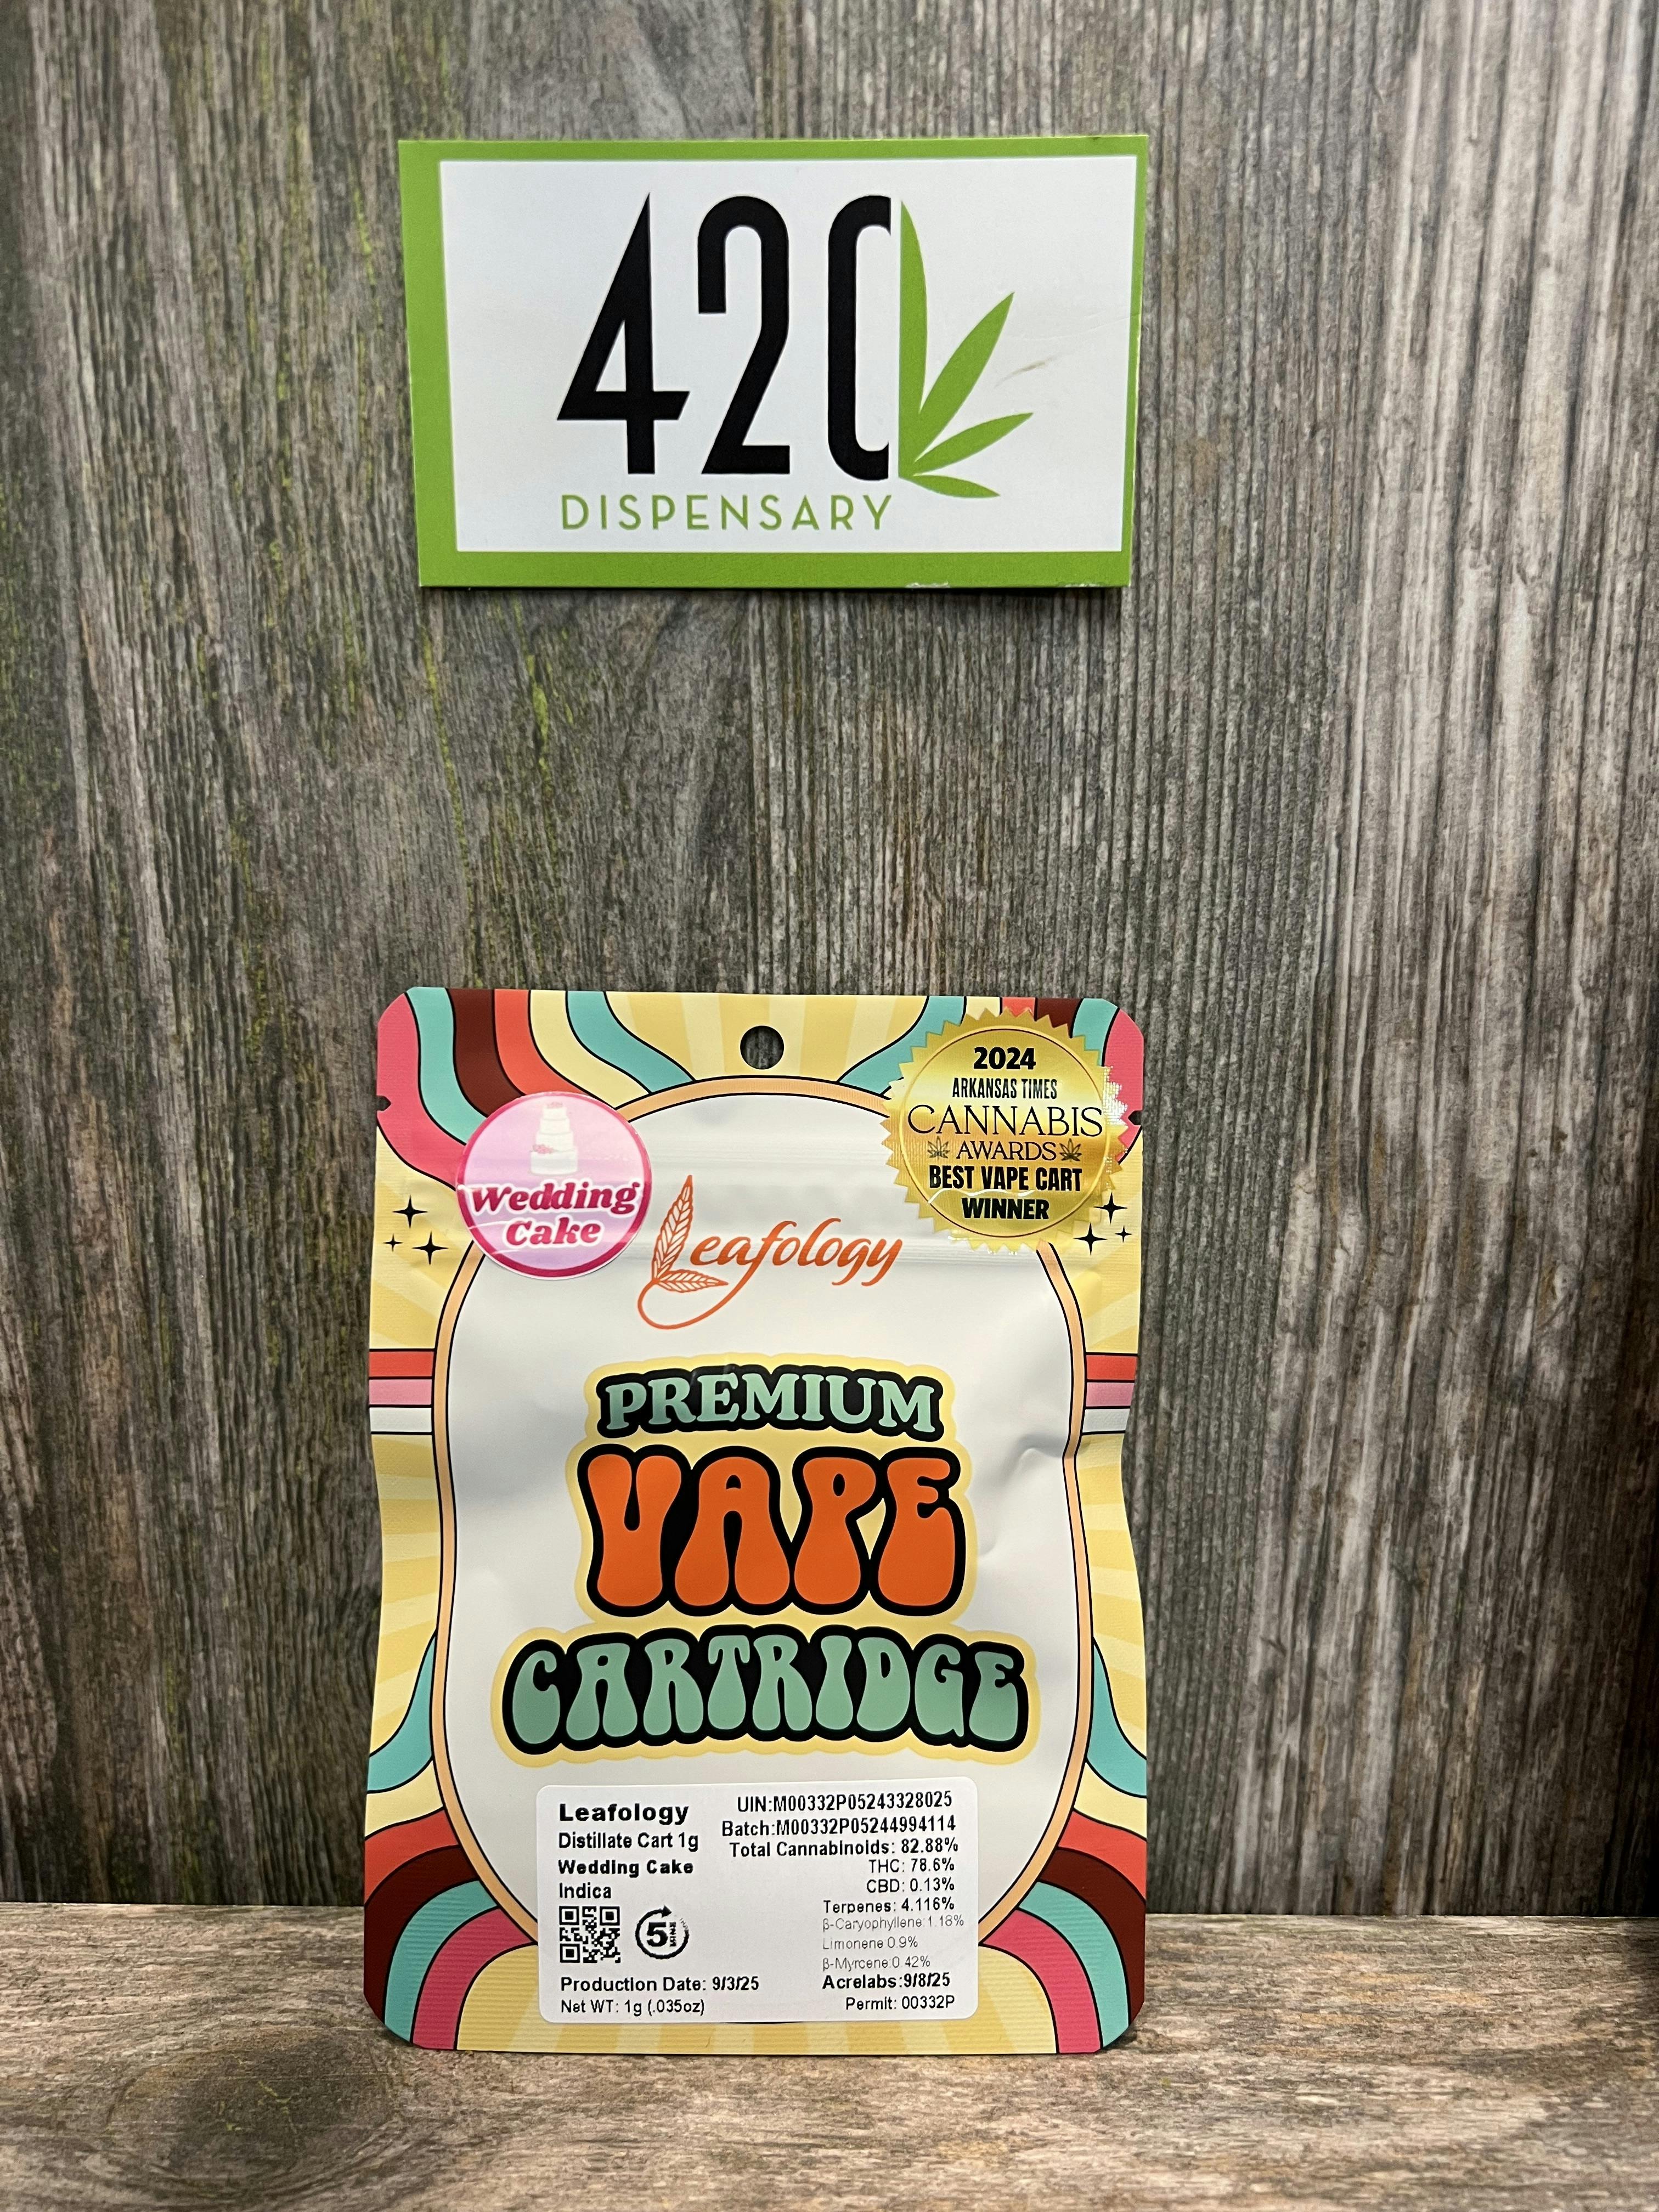 420
DISPENSARY
2024
ARKANSAS TIMES
CANNABIS
AWARDS
BEST VAPE CART
WINNER
Wedding
Cake
Leafology
PREMIUM
VAPE
CARTRIDGE
Leafology
Distillate Cart 1g
Wedding Cake
Indica
5
Production Date: 9/3/25
Net WT: 1g (.035oz)
UIN:M00332P05243328025
Batch:M00332P05244994114
Total Cannabinoids: 82.88%
THC: 78.6%
CBD: 0.13%
Terpenes: 4.116%
β-Caryophyllene:1.18%
Limonene:0.9%
β-Myrcene:0.42%
Acrelabs:9/8/25
Permit: 00332P